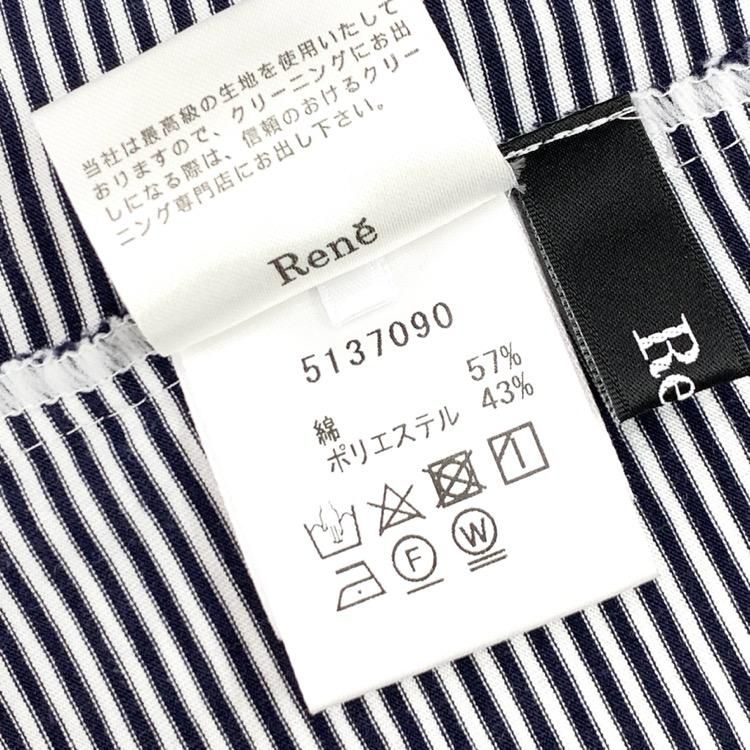 当社は最高級の生地を使用いたして
おりますので、クリーニングにお出
しになる際は、信頼のおけるクリー
ニング専門店にお出し下さい。
René
5137090
綿 57%
ポリエステル 43%
F W
Re